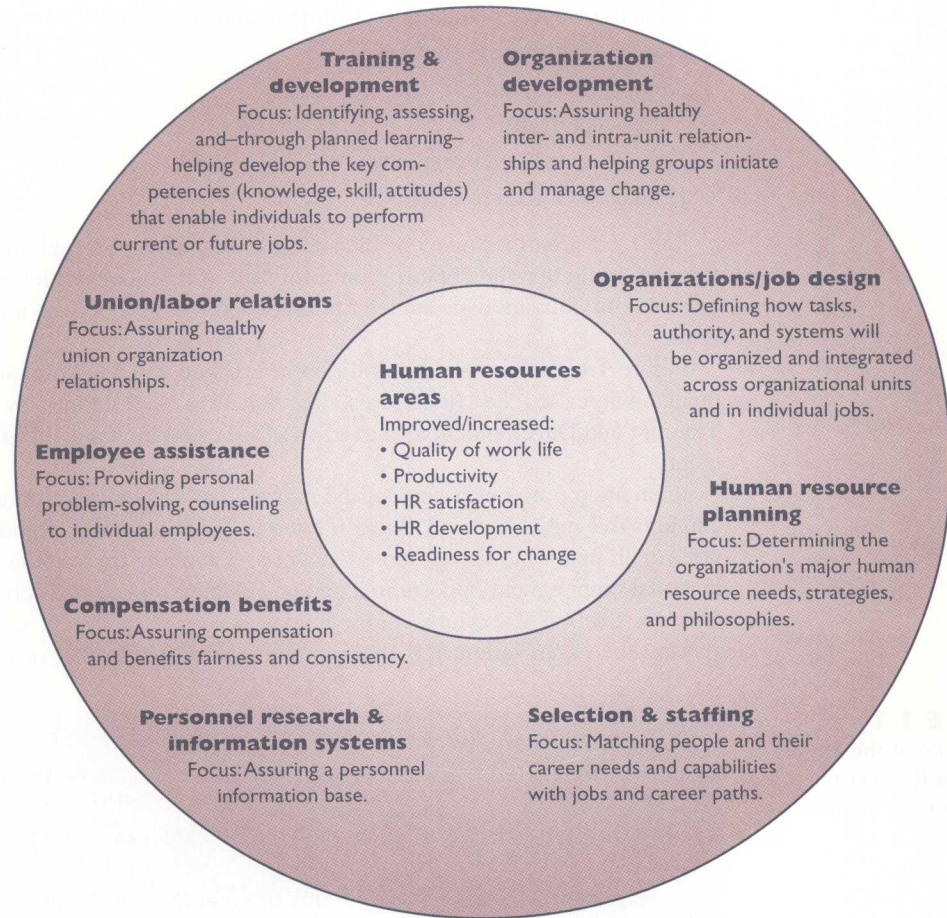 Training &
development
Focus: Identifying, assessing,
and–through planned learning–
helping develop the key com-
petencies (knowledge, skill, attitudes)
that enable individuals to perform
current or future jobs.
Organization
development
Focus: Assuring healthy
inter- and intra-unit relation-
ships and helping groups initiate
and manage change.
Organizations/job design
Focus: Defining how tasks,
authority, and systems will
be organized and integrated
across organizational units
and in individual jobs.
Union/labor relations
Focus: Assuring healthy
union organization
relationships.
Human resources
areas
Improved/increased:
• Quality of work life
• Productivity
• HR satisfaction
• HR development
• Readiness for change
Employee assistance
Focus: Providing personal
problem-solving, counseling
to individual employees.
Human resource
planning
Focus: Determining the
organization's major human
resource needs, strategies,
and philosophies.
Compensation benefits
Focus: Assuring compensation
and benefits fairness and consistency.
Personnel research &
information systems
Focus: Assuring a personnel
information base.
Selection & staffing
Focus: Matching people and their
career needs and capabilities
with jobs and career paths.